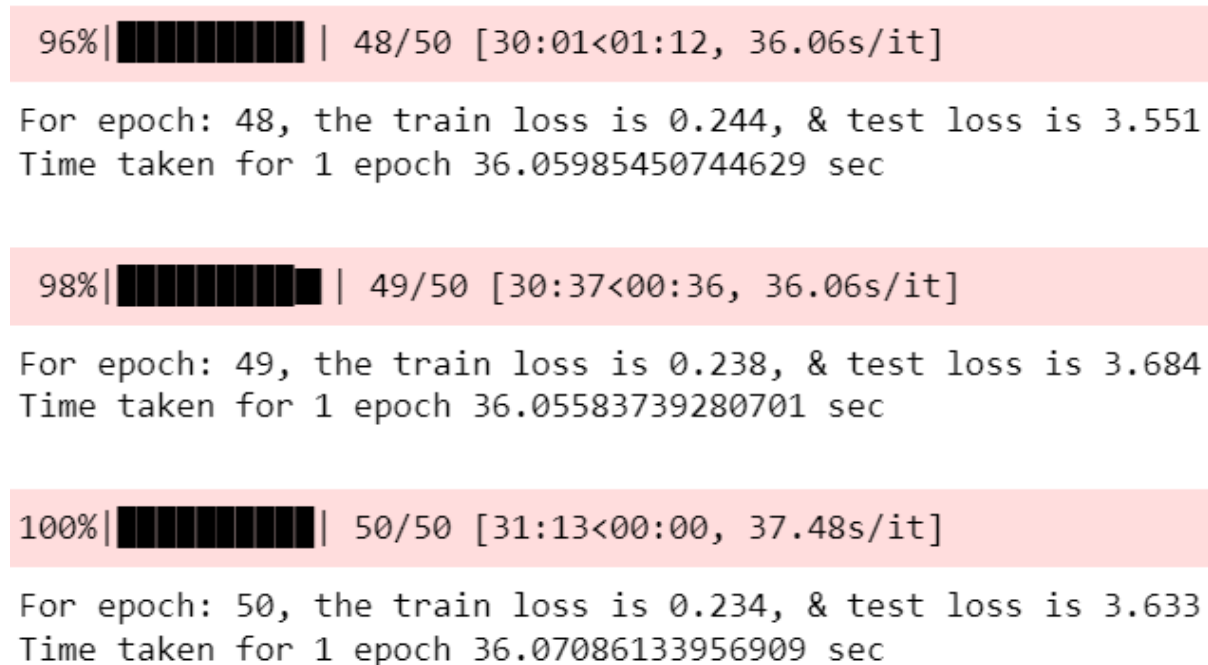 96%|█████████ | 48/50 [30:01<01:12, 36.06s/it]
For epoch: 48, the train loss is 0.244, & test loss is 3.551
Time taken for 1 epoch 36.05985450744629 sec
98%|█████████▊| 49/50 [30:37<00:36, 36.06s/it]
For epoch: 49, the train loss is 0.238, & test loss is 3.684
Time taken for 1 epoch 36.05583739280701 sec
100%|██████████| 50/50 [31:13<00:00, 37.48s/it]
For epoch: 50, the train loss is 0.234, & test loss is 3.633
Time taken for 1 epoch 36.07086133956909 sec